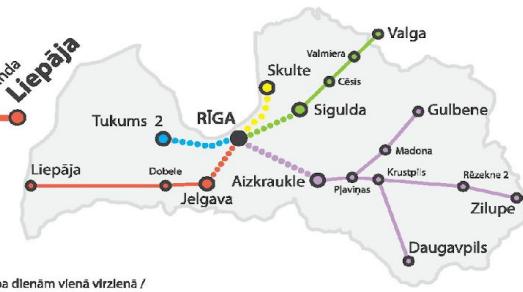 Liepāja
Valga
Valmiera
Skulte
Cēsis
Tukums 2
RĪGA
Sigulda
Gulbene
Madona
Liepāja
Dobele
Jelgava
Aizkraukle
Pļaviņas
Krustpils
Rēzekne 2
Zilupe
Daugavpils
dienām vienā virzienā /